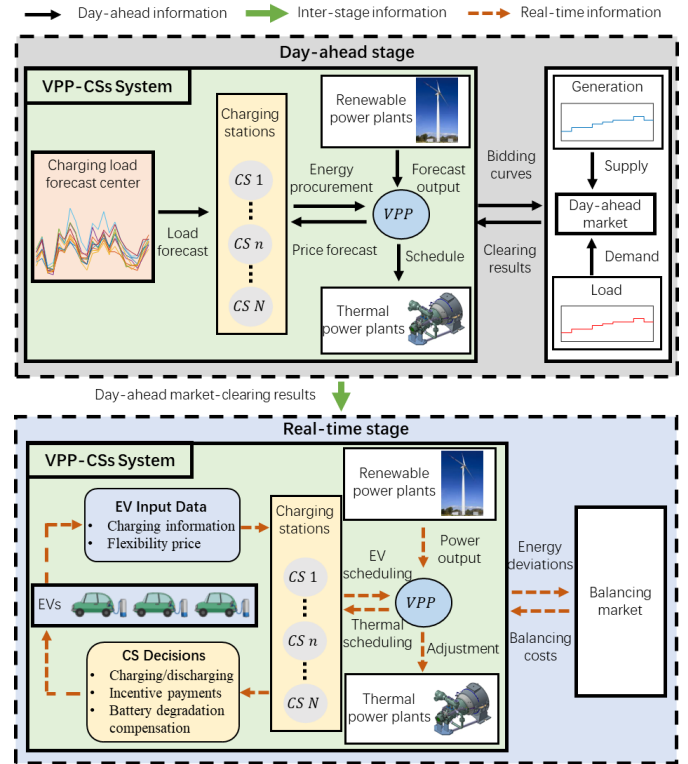 Day-ahead information
Inter-stage information
Real-time information
Day-ahead stage
VPP-CSs System
Charging load
forecast center
Load
forecast
Charging
stations
CS 1
CS n
CS N
Energy
procurement
Price forecast
Renewable
power plants
Forecast
output
VPP
Schedule
Thermal
power plants
Bidding
curves
Clearing
results
Generation
Supply
Day-ahead
market
Demand
Load
Day-ahead market-clearing results
Real-time stage
VPP-CSs System
EV Input Data
• Charging information
• Flexibility price
EVs
CS Decisions
• Charging/discharging
• Incentive payments
• Battery degradation
compensation
Charging
stations
CS 1
CS n
CS N
EV
scheduling
Thermal
scheduling
Renewable
power plants
Power
output
VPP
Adjustment
Thermal
power plants
Energy
deviations
Balancing
costs
Balancing
market